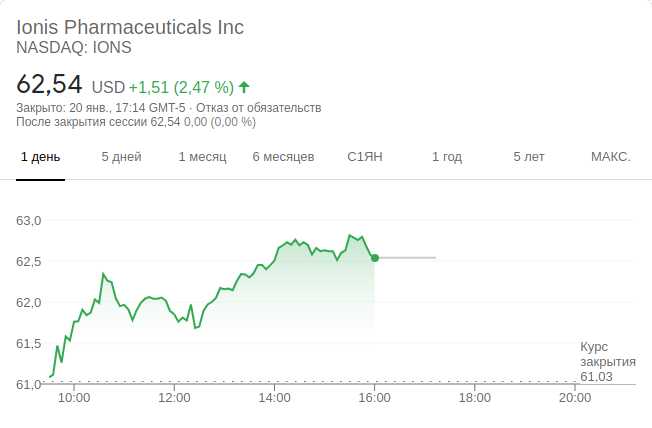 Ionis Pharmaceuticals Inc
NASDAQ: IONS
62,54 USD +1,51 (2,47 %)
Закрыто: 20 янв., 17:14 GMT-5 · Отказ от обязательств
После закрытия сессии 62,54 0,00 (0,00 %)
1 день 5 дней 1 месяц 6 месяцев С1ЯН 1 год 5 лет МАКС.
63,0
62,5
62,0
61,5
61,0
Курс
закрытия
61,03
10:00 12:00 14:00 16:00 18:00 20:00